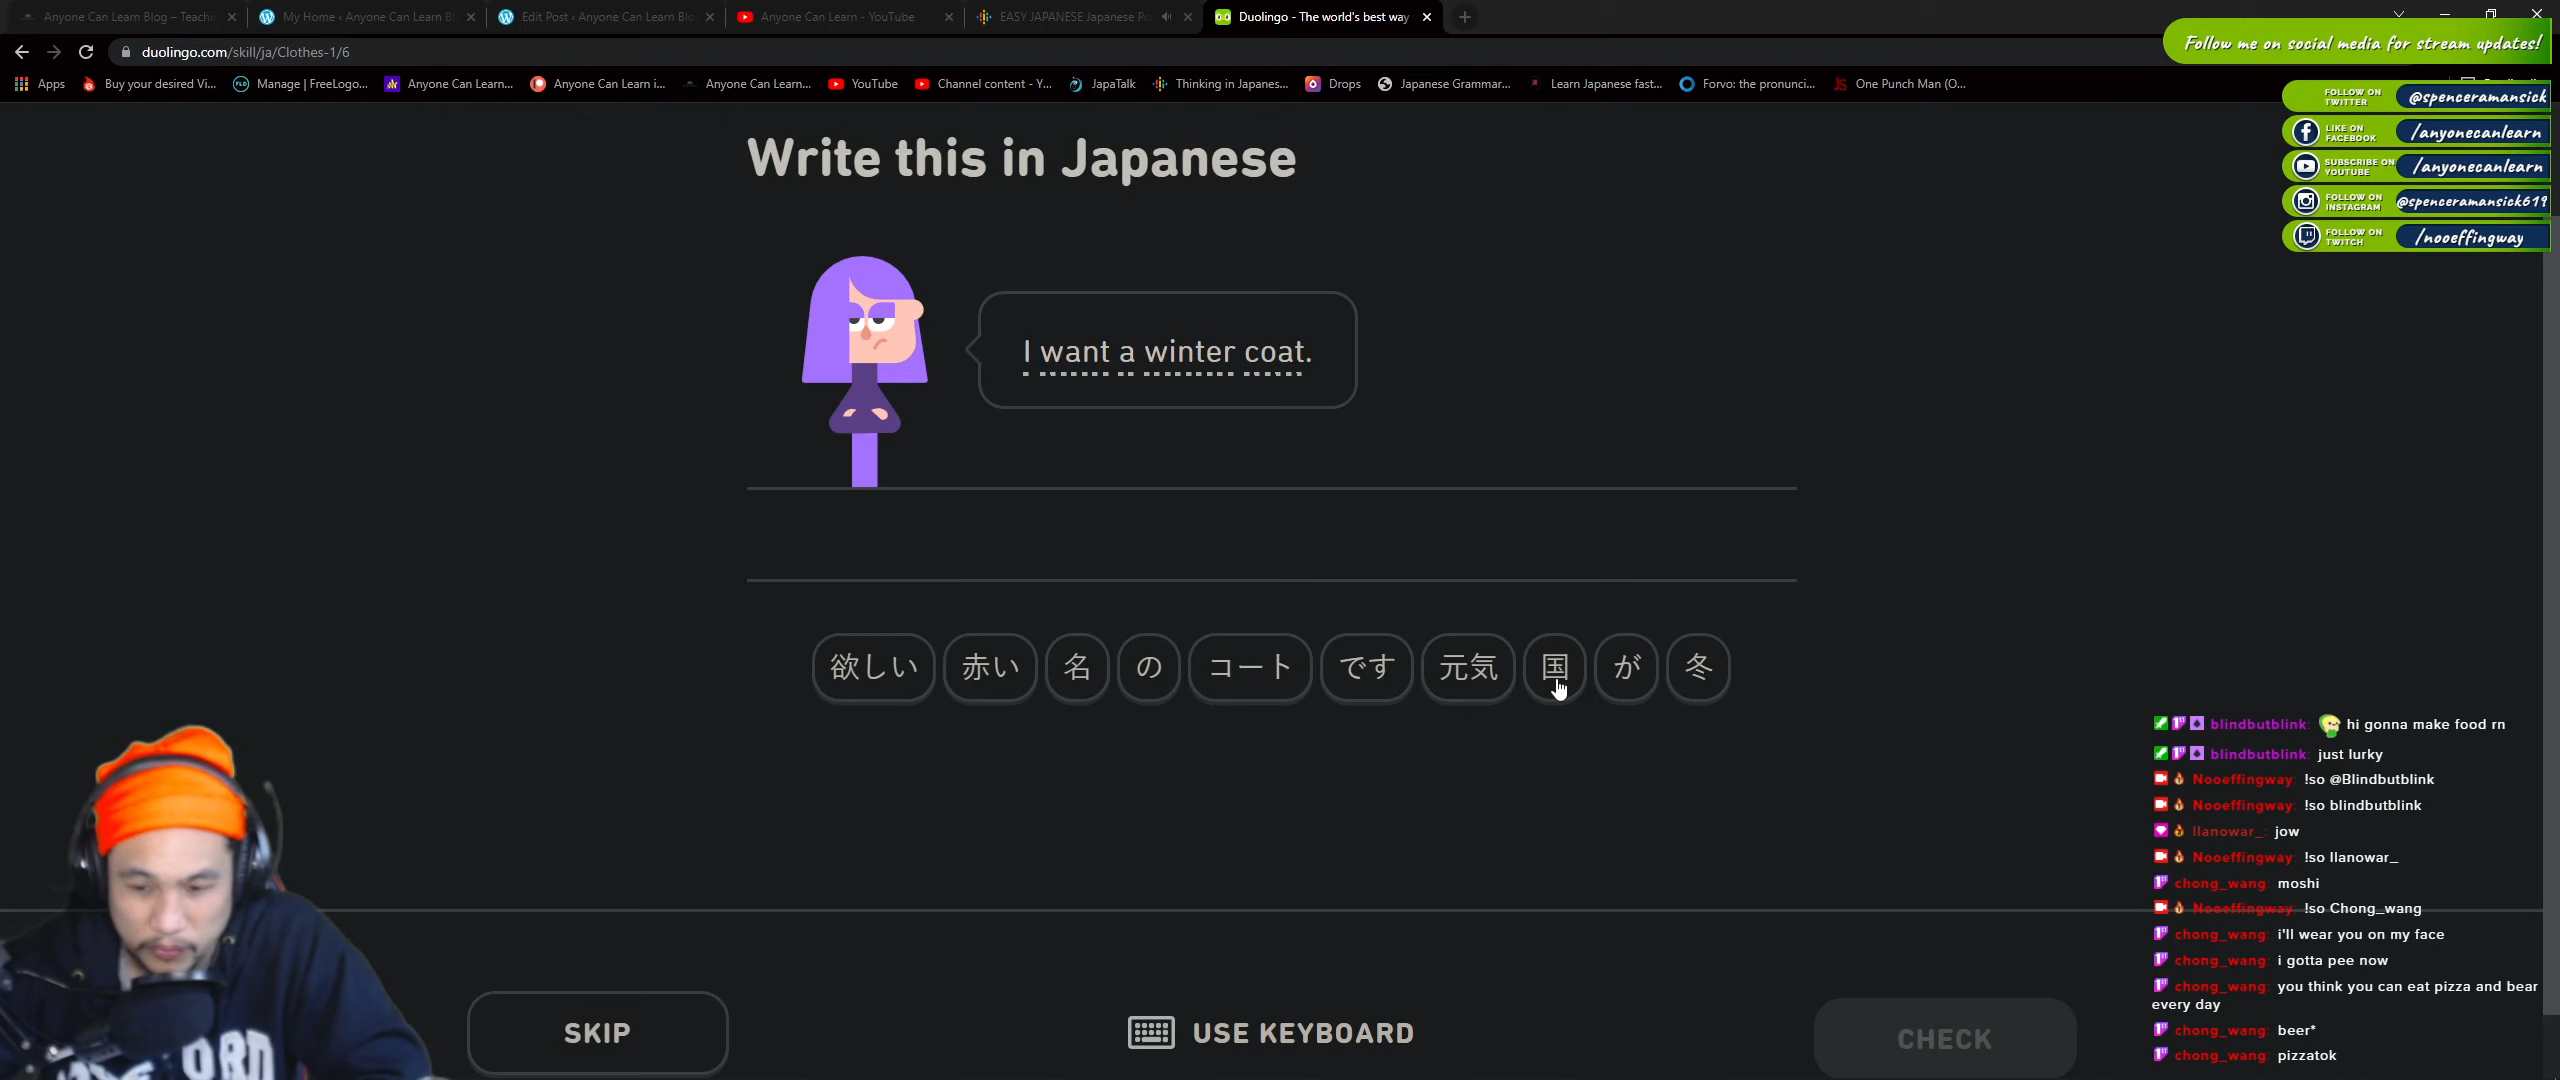 Anyone Can Learn Blog – Teachi
My Home ‹ Anyone Can Learn Bl
Edit Post ‹ Anyone Can Learn Blo
Anyone Can Learn - YouTube
EASY JAPANESE Japanese Po
Duolingo - The world's best way
duolingo.com/skill/ja/Clothes-1/6
Apps
Buy your desired Vi...
Manage | FreeLogo...
Anyone Can Learn...
Anyone Can Learn i...
Anyone Can Learn...
YouTube
Channel content - Y...
JapaTalk
Thinking in Japanes...
Drops
Japanese Grammar...
Learn Japanese fast...
Forvo: the pronunci...
One Punch Man (O...
Follow me on social media for stream updates!
FOLLOW ON TWITTER @spenceramansick
LIKE ON FACEBOOK /anyonecanlearn
SUBSCRIBE ON YOUTUBE /anyonecanlearn
FOLLOW ON INSTAGRAM @spenceramansick619
FOLLOW ON TWITCH /nooeffingway
Write this in Japanese
I want a winter coat.
欲しい 赤い 名 の コート です 元気 国 が 冬
blindbutblink: hi gonna make food rn
blindbutblink: just lurky
Nooeffingway: !so @Blindbutblink
Nooeffingway: !so blindbutblink
llanowar_: jow
Nooeffingway: !so llanowar_
chong_wang: moshi
Nooeffingway: !so Chong_wang
chong_wang: i'll wear you on my face
chong_wang: i gotta pee now
chong_wang: you think you can eat pizza and bear
every day
chong_wang: beer*
chong_wang: pizzatok
SKIP
USE KEYBOARD
CHECK